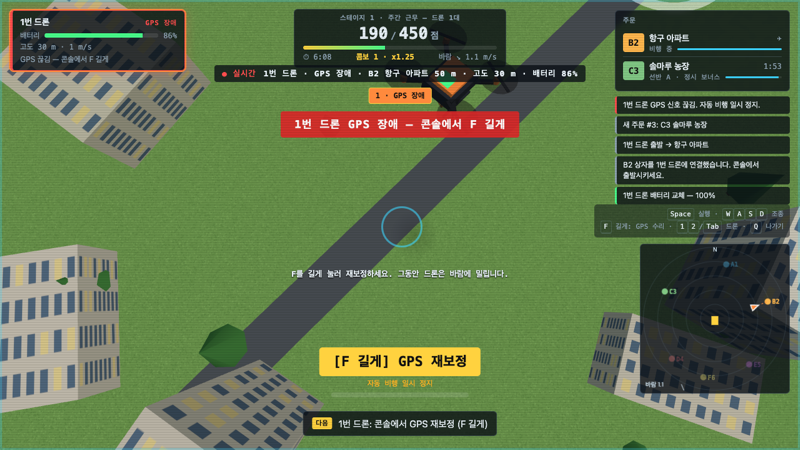 1번 드론 GPS 장애
배터리 86%
고도 30 m · 1 m/s
GPS 끊김 — 콘솔에서 F 길게
스테이지 1 · 주간 근무 — 드론 1대
190 / 450 점
6:08 콤보 1 · x1.25 바람 1.1 m/s
● 실시간 1번 드론 · GPS 장애 · B2 항구 아파트 50 m · 고도 30 m · 배터리 86%
1 · GPS 장애
1번 드론 GPS 장애 — 콘솔에서 F 길게
주문
B2 항구 아파트
비행 중
C3 솔마루 농장 1:53
선반 A · 정시 보너스
1번 드론 GPS 신호 끊김. 자동 비행 일시 정지.
새 주문 #3: C3 솔마루 농장
1번 드론 출발 → 항구 아파트
B2 상자를 1번 드론에 연결했습니다. 콘솔에서
출발시키세요.
1번 드론 배터리 교체 — 100%
Space 실행 · W A S D 조종
F 길게: GPS 수리 · 1 2 / Tab 드론 · Q 나가기
N
C3
B2
바람 1.1
F를 길게 눌러 재보정하세요. 그동안 드론은 바람에 밀립니다.
[F 길게] GPS 재보정
자동 비행 일시 정지
다음 1번 드론: 콘솔에서 GPS 재보정 (F 길게)